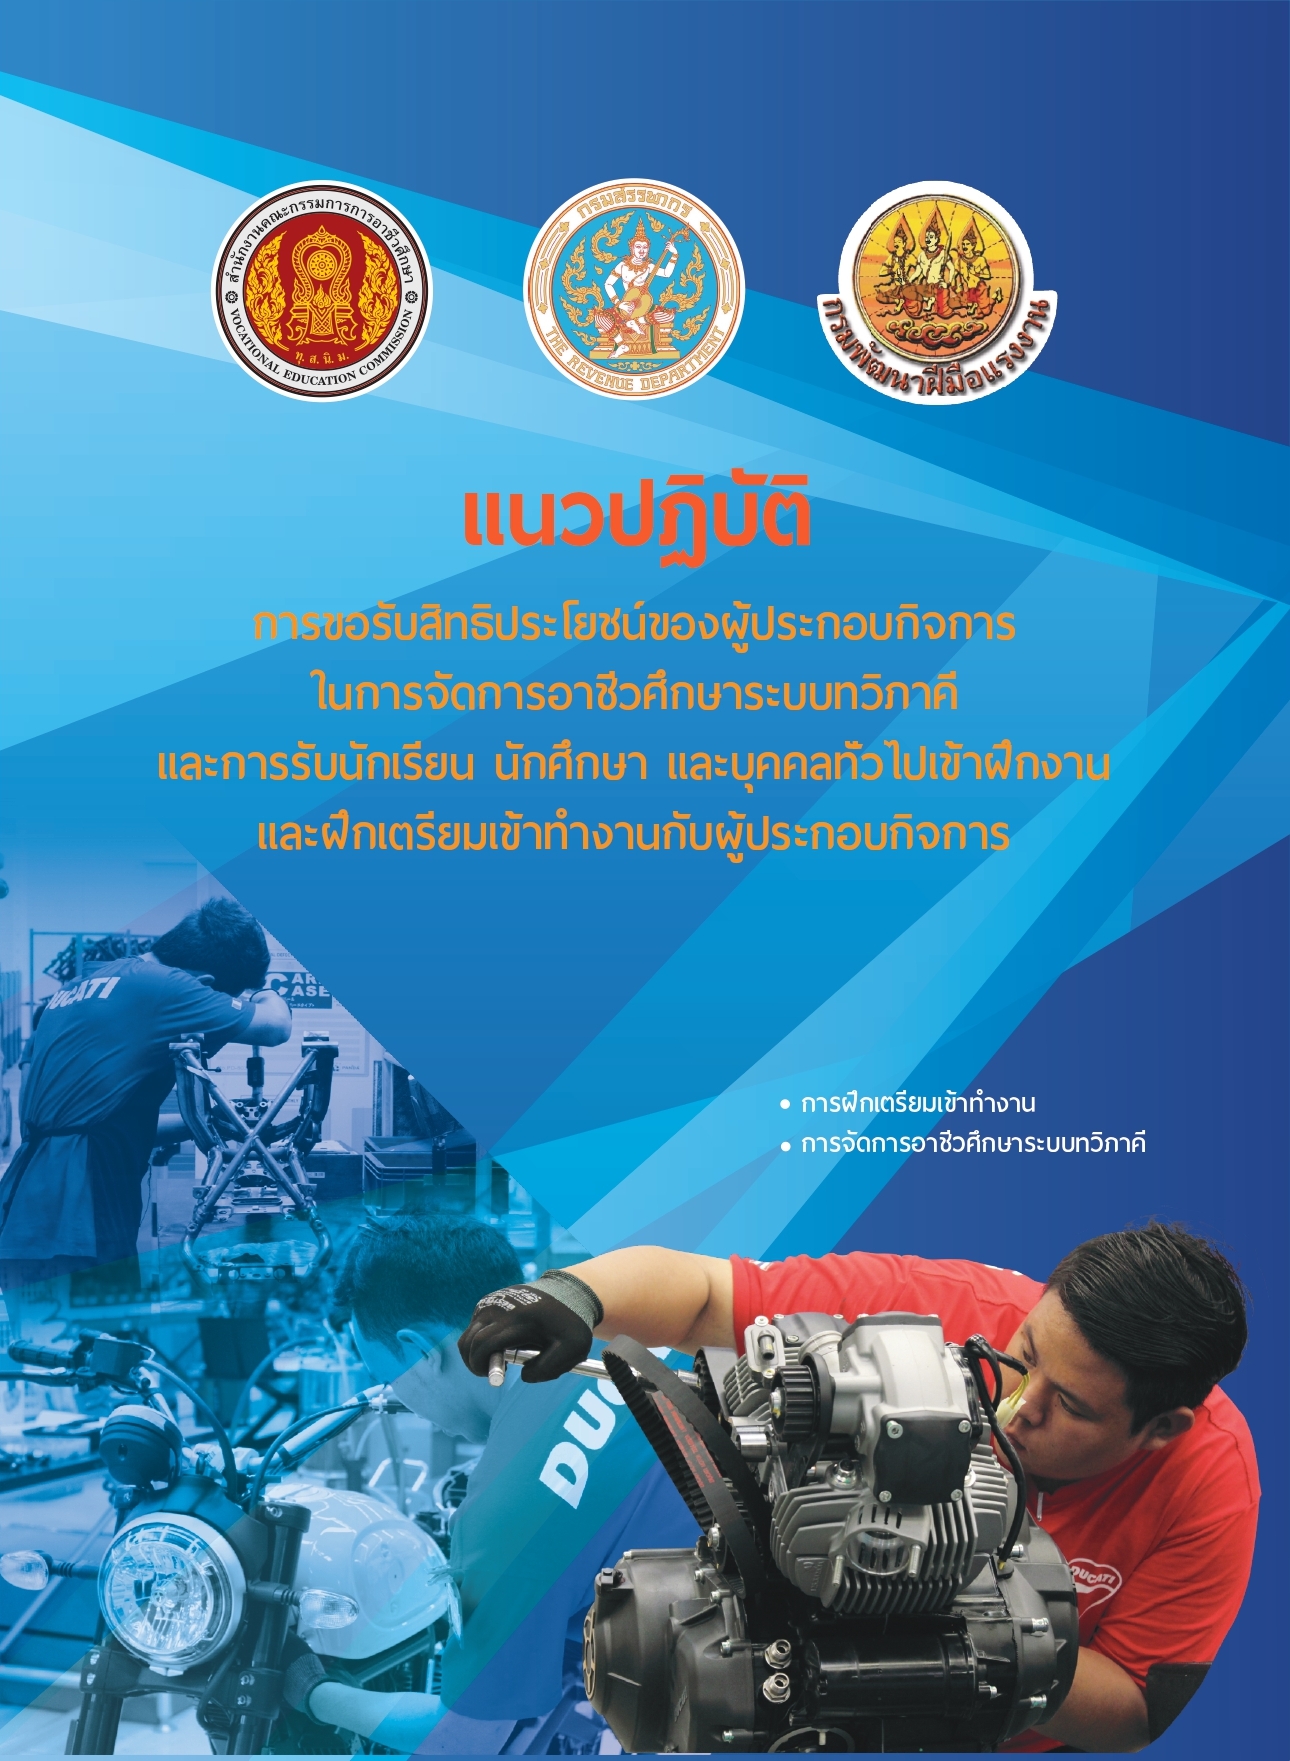 สำนักงานคณะกรรมการการอาชีวศึกษา
ทุ. ส. นิ. ม.
VOCATIONAL EDUCATION COMMISSION
กรมสรรพากร
THE REVENUE DEPARTMENT
กรมพัฒนาฝีมือแรงงาน
แนวปฏิบัติ
การขอรับสิทธิประโยชน์ของผู้ประกอบกิจการ
ในการจัดการอาชีวศึกษาระบบทวิภาคี
และการรับนักเรียน นักศึกษา และบุคคลทั่วไปเข้าฝึกงาน
และฝึกเตรียมเข้าทำงานกับผู้ประกอบกิจการ
DUCATI
• การฝึกเตรียมเข้าทำงาน
• การจัดการอาชีวศึกษาระบบทวิภาคี
DUC
DUCATI